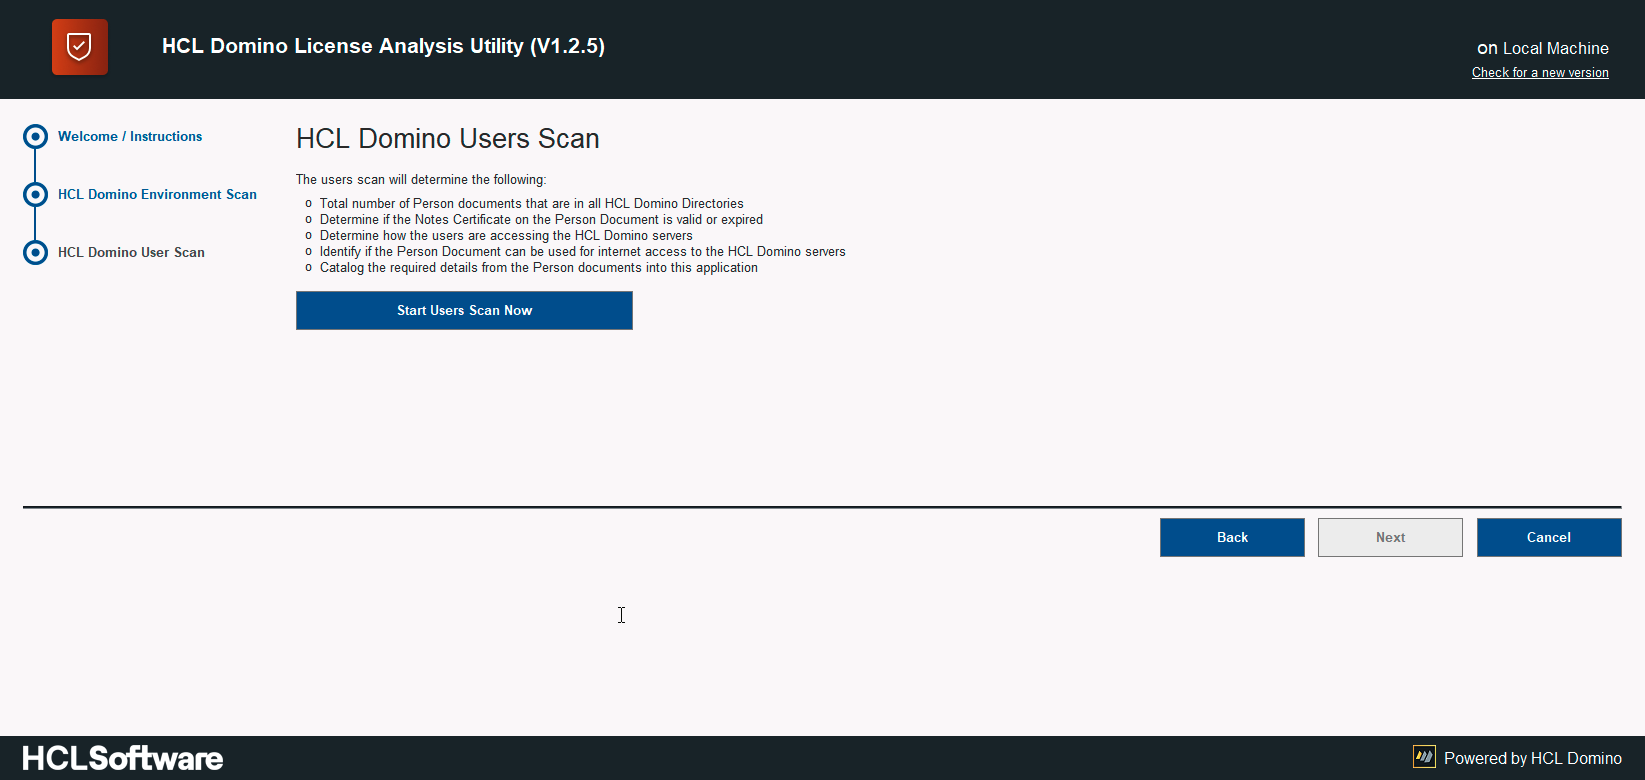 HCL Domino License Analysis Utility (V1.2.5)
on Local Machine
Check for a new version
Welcome / Instructions
HCL Domino Environment Scan
HCL Domino User Scan
HCL Domino Users Scan
The users scan will determine the following:
o Total number of Person documents that are in all HCL Domino Directories
o Determine if the Notes Certificate on the Person Document is valid or expired
o Determine how the users are accessing the HCL Domino servers
o Identify if the Person Document can be used for internet access to the HCL Domino servers
o Catalog the required details from the Person documents into this application
Start Users Scan Now
Back
Next
Cancel
HCLSoftware
Powered by HCL Domino